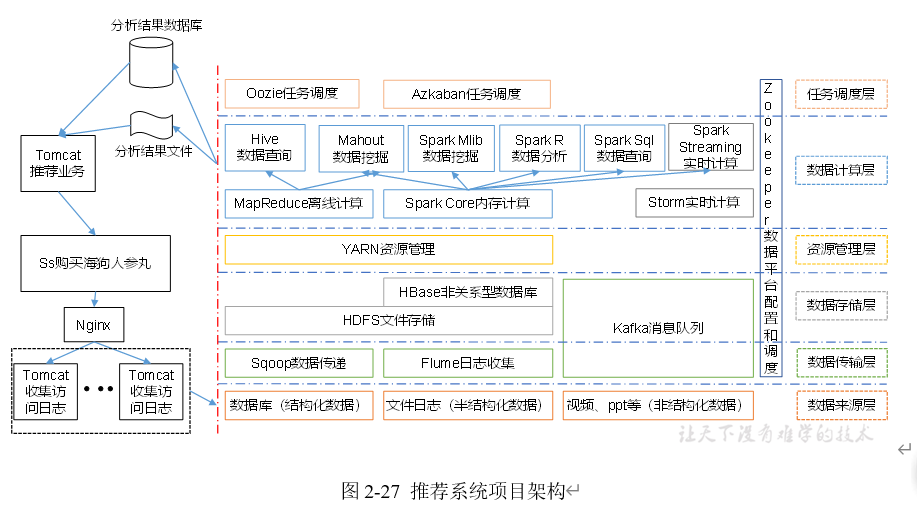 分析结果数据库
Oozie任务调度
Azkaban任务调度
任务调度层
Zookeeper数据平台配置和调度
分析结果文件
Tomcat
推荐业务
Hive
数据查询
Mahout
数据挖掘
Spark Mlib
数据挖掘
Spark R
数据分析
Spark Sql
数据查询
Spark
Streaming
实时计算
数据计算层
MapReduce离线计算
Spark Core内存计算
Storm实时计算
Ss购买海狗人参丸
YARN资源管理
资源管理层
HBase非关系型数据库
HDFS文件存储
Kafka消息队列
数据存储层
Nginx
Sqoop数据传递
Flume日志收集
数据传输层
Tomcat
收集访
问日志
Tomcat
收集访
问日志
数据库（结构化数据）
文件日志（半结构化数据）
视频、ppt等（非结构化数据）
数据来源层
让天下没有难学的技术
图 2-27 推荐系统项目架构